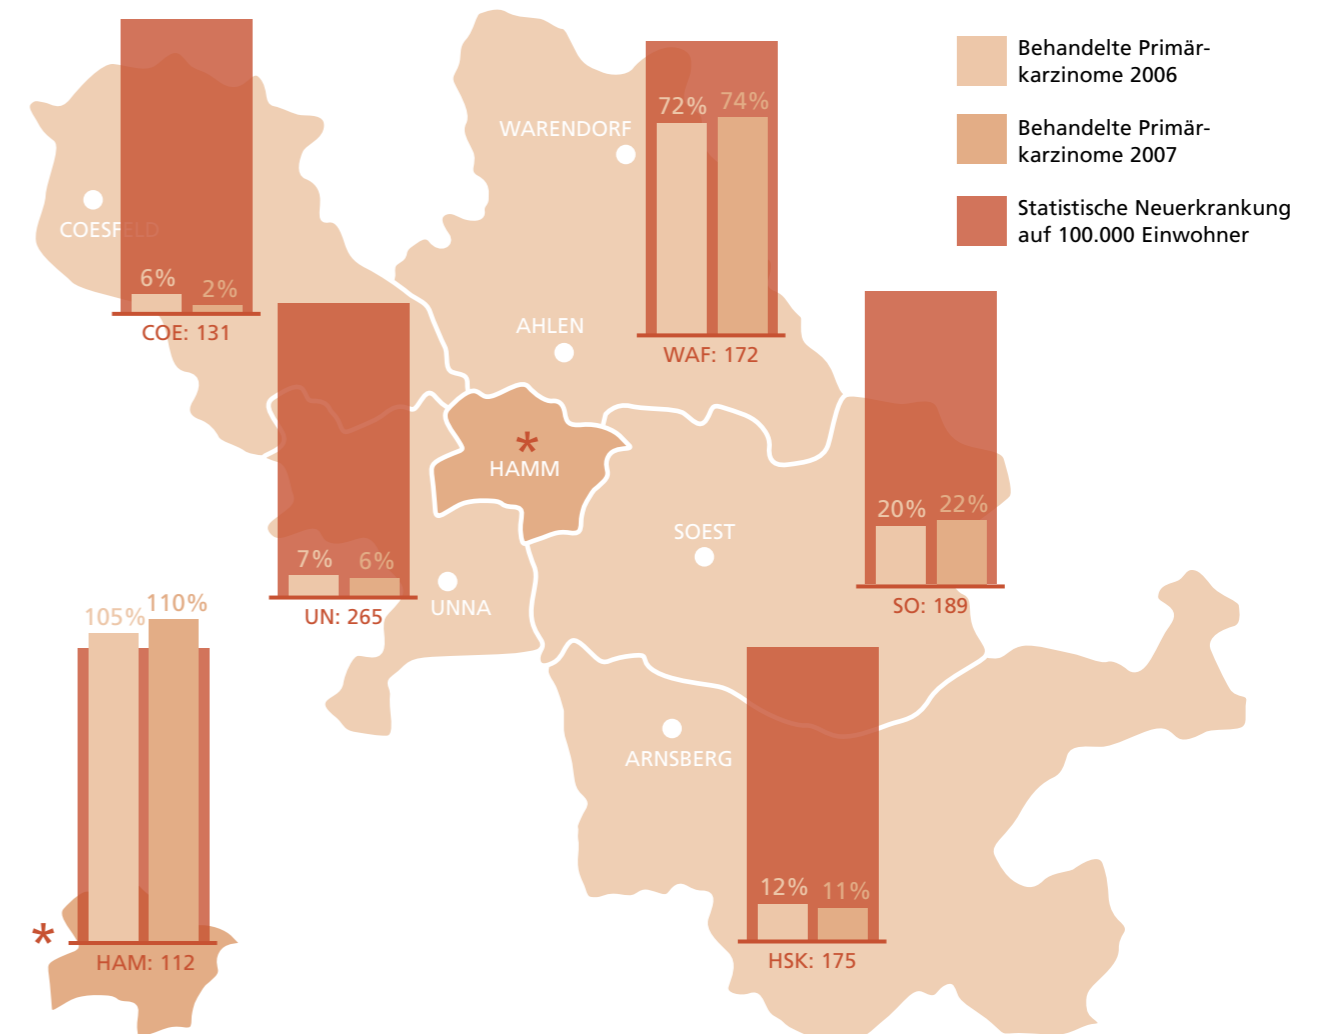 Behandelte Primär-
karzinome 2006
Behandelte Primär-
karzinome 2007
Statistische Neuerkrankung
auf 100.000 Einwohner
COESFELD
6% 2%
COE: 131
WARENDORF
72% 74%
WAF: 172
AHLEN
*
HAMM
7% 6%
UN: 265
UNNA
SOEST
20% 22%
SO: 189
105% 110%
*
HAM: 112
ARNSBERG
12% 11%
HSK: 175